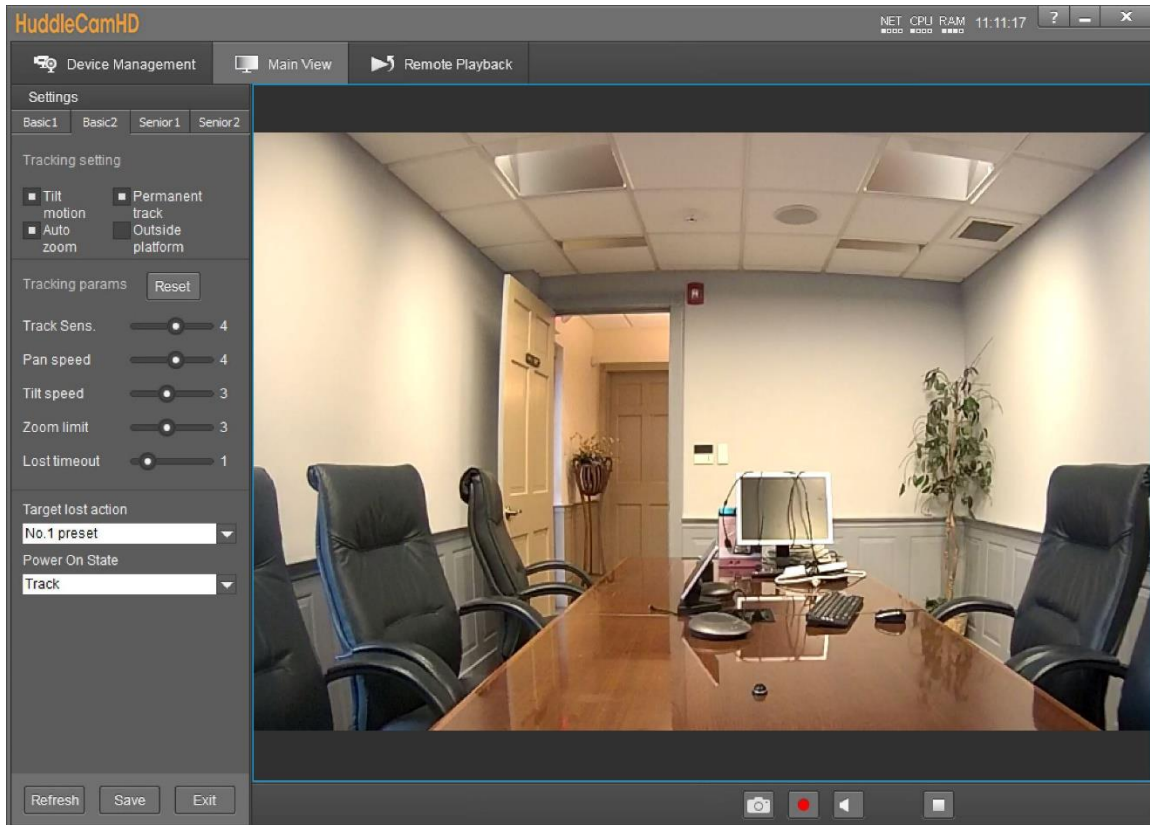 HuddleCamHD
NET CPU RAM 11:11:17 ?
Device Management Main View Remote Playback
Settings
Basic1 Basic2 Senior1 Senior2
Tracking setting
Tilt motion
Permanent track
Auto zoom
Outside platform
Tracking params Reset
Track Sens. 4
Pan speed 4
Tilt speed 3
Zoom limit 3
Lost timeout 1
Target lost action
No.1 preset
Power On State
Track
Refresh Save Exit